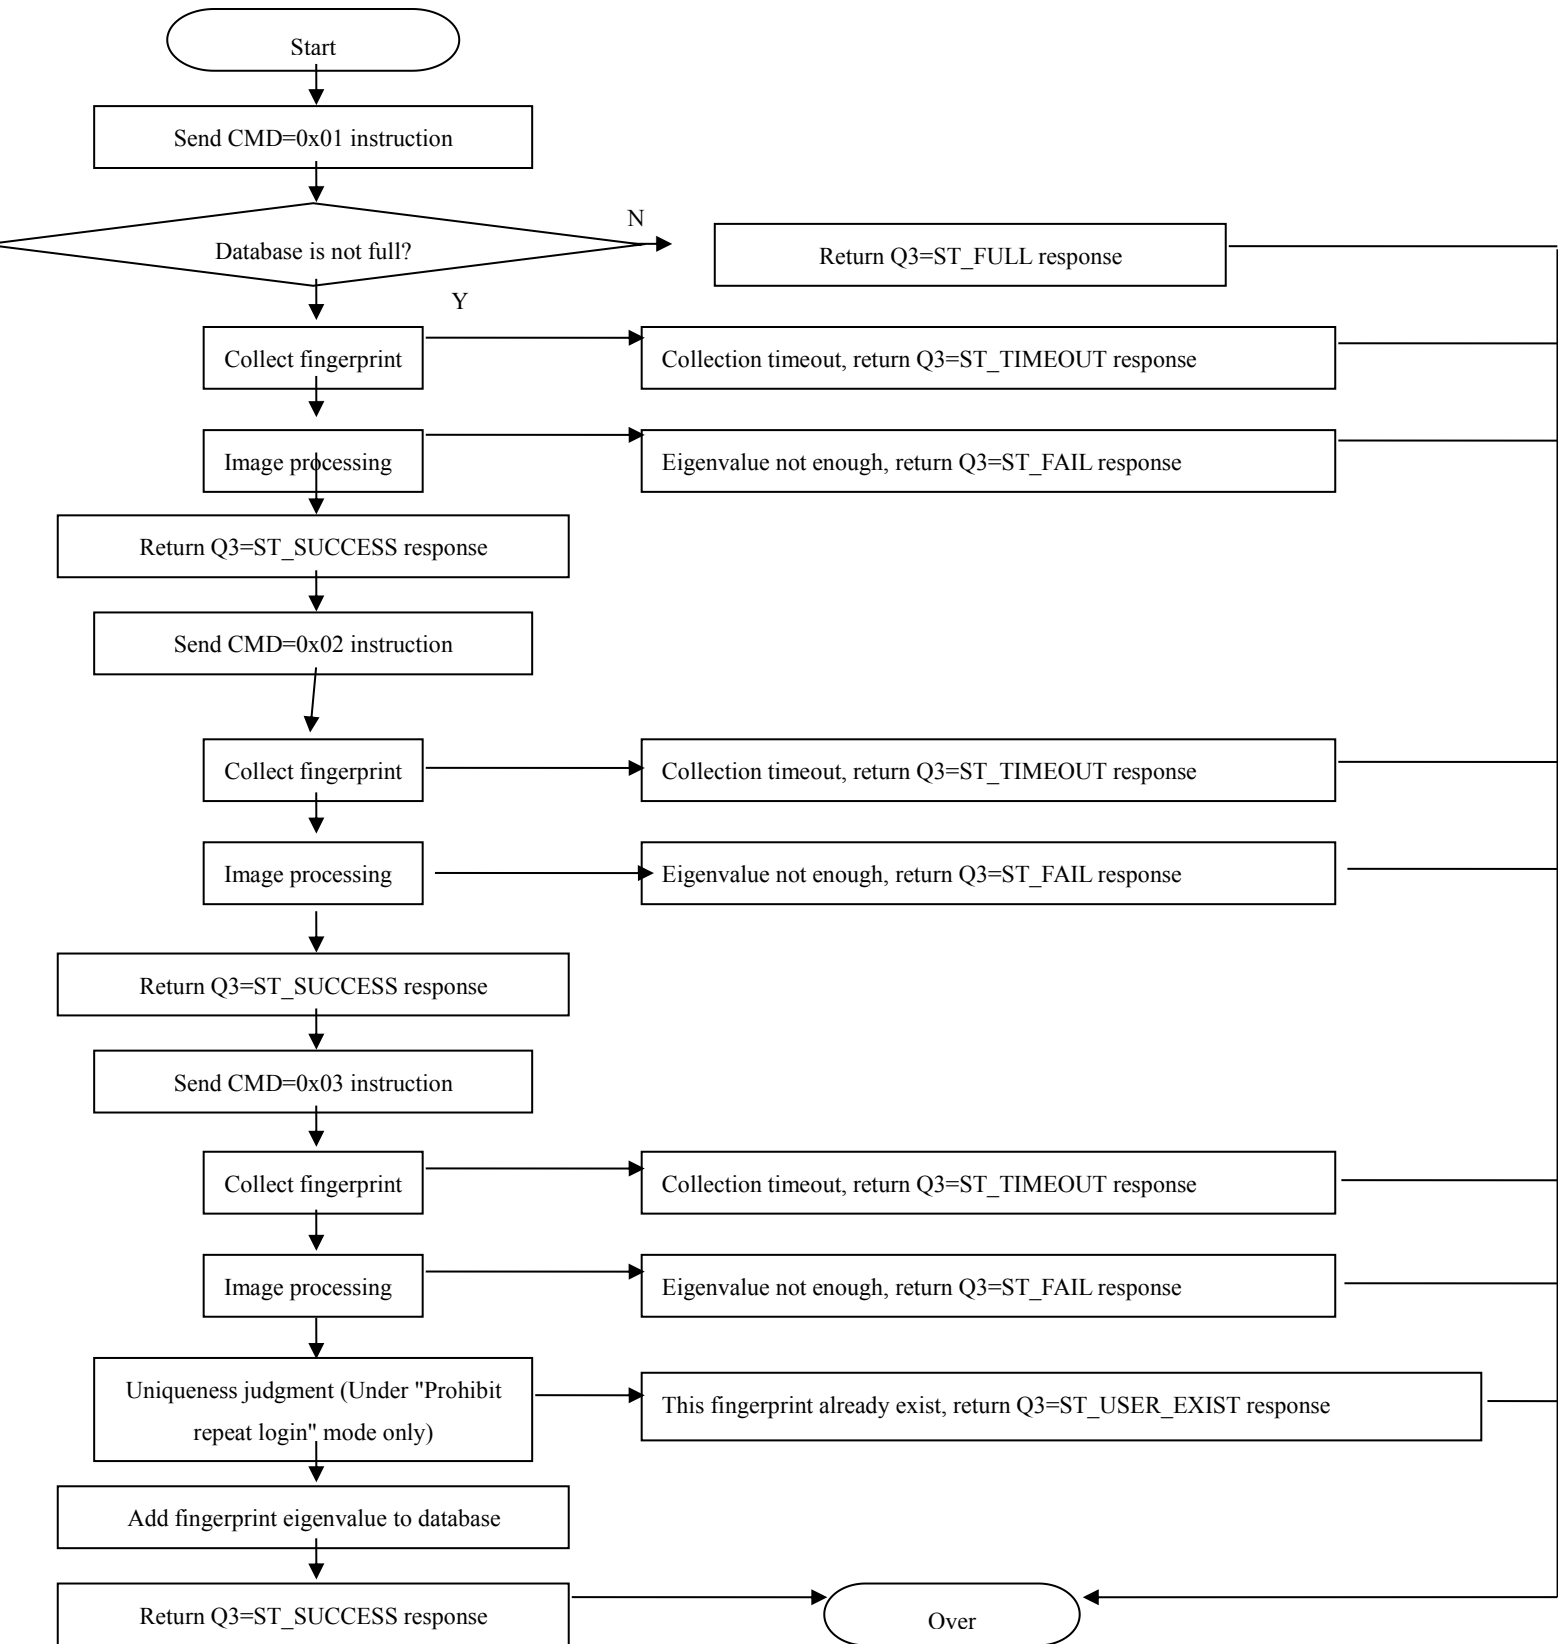 Start
Send CMD=0x01 instruction
N
Database is not full?
Return Q3=ST_FULL response
Y
Collect fingerprint
Collection timeout, return Q3=ST_TIMEOUT response
Image processing
Eigenvalue not enough, return Q3=ST_FAIL response
Return Q3=ST_SUCCESS response
Send CMD=0x02 instruction
Collect fingerprint
Collection timeout, return Q3=ST_TIMEOUT response
Image processing
Eigenvalue not enough, return Q3=ST_FAIL response
Return Q3=ST_SUCCESS response
Send CMD=0x03 instruction
Collect fingerprint
Collection timeout, return Q3=ST_TIMEOUT response
Image processing
Eigenvalue not enough, return Q3=ST_FAIL response
Uniqueness judgment (Under "Prohibit
repeat login" mode only)
This fingerprint already exist, return Q3=ST_USER_EXIST response
Add fingerprint eigenvalue to database
Return Q3=ST_SUCCESS response
Over